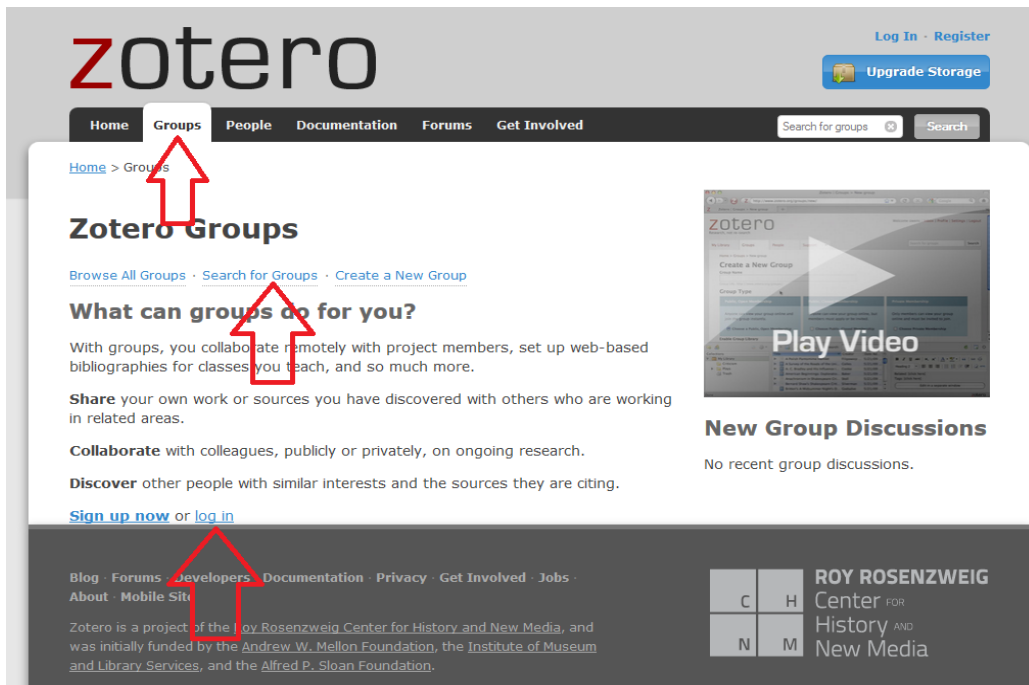 zotero
Log In · Register
Upgrade Storage
Home Groups People Documentation Forums Get Involved
Search for groups Search
Home > Groups
Zotero Groups
Browse All Groups · Search for Groups · Create a New Group
What can groups do for you?
With groups, you collaborate remotely with project members, set up web-based
bibliographies for classes you teach, and so much more.
Share your own work or sources you have discovered with others who are working
in related areas.
Collaborate with colleagues, publicly or privately, on ongoing research.
Discover other people with similar interests and the sources they are citing.
Sign up now or log in
zotero
Create a New Group
Group Type
Play Video
New Group Discussions
No recent group discussions.
Blog · Forums · Developers · Documentation · Privacy · Get Involved · Jobs ·
About · Mobile Site
Zotero is a project of the Roy Rosenzweig Center for History and New Media, and
was initially funded by the Andrew W. Mellon Foundation, the Institute of Museum
and Library Services, and the Alfred P. Sloan Foundation.
C H
N M
ROY ROSENZWEIG
Center FOR
History AND
New Media